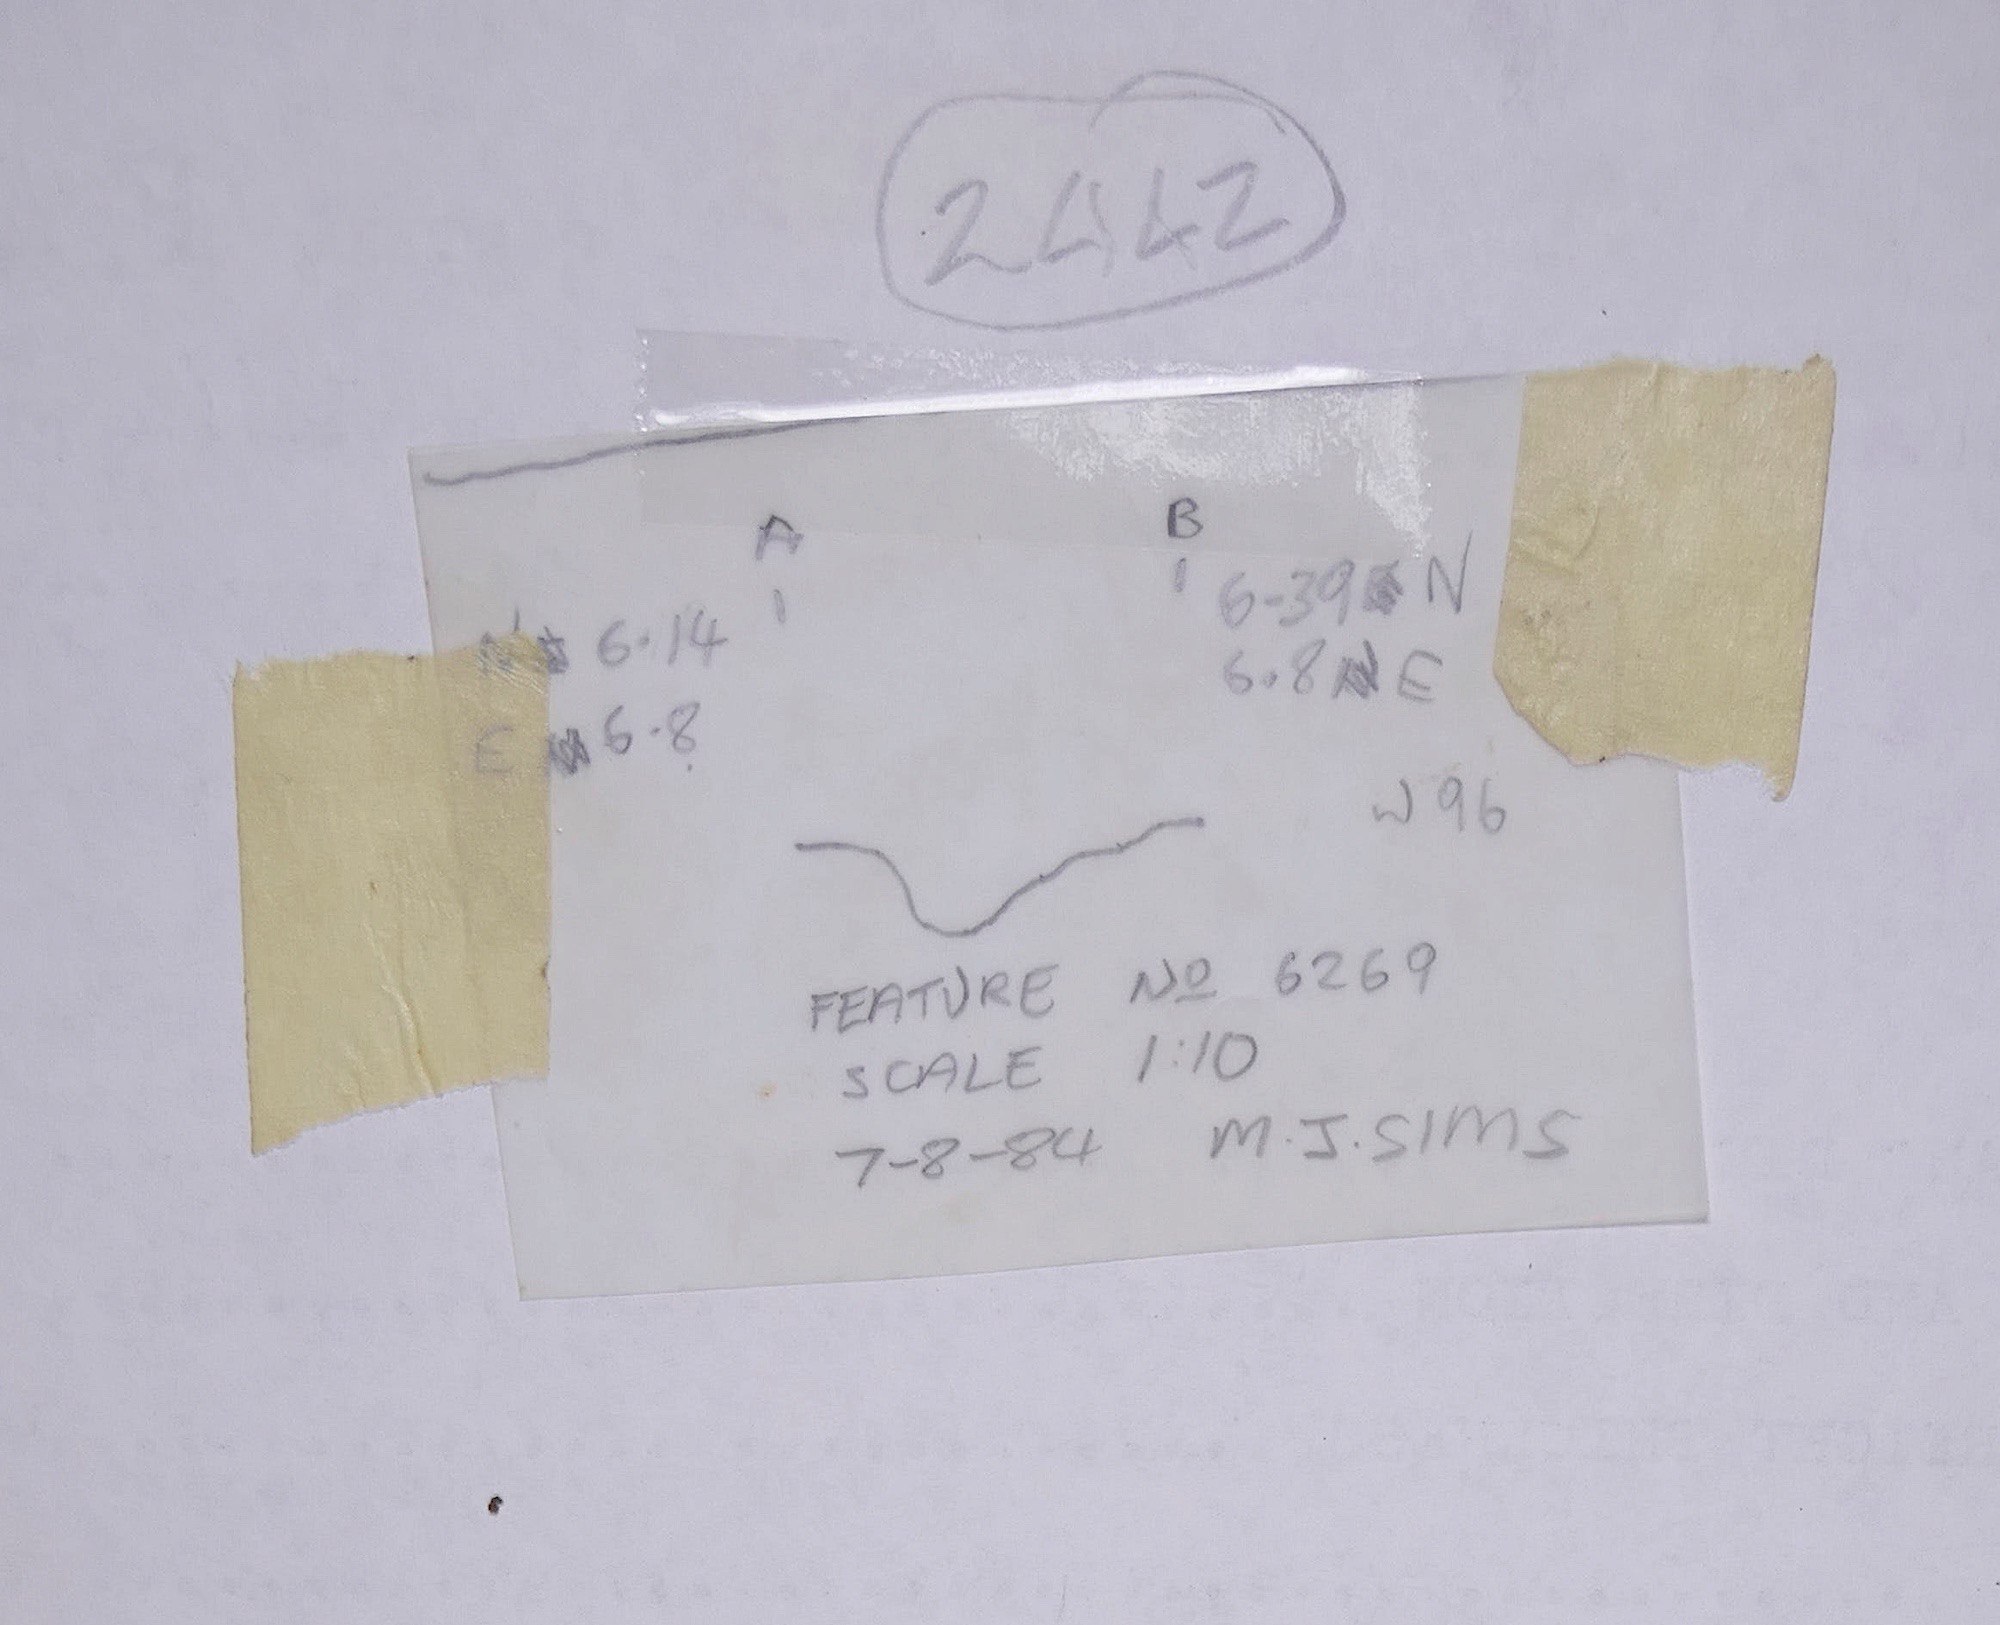 2442
A B
N 6.14 6-39 N
E 6.8 6.8 E
W 96
FEATURE Nº 6269
SCALE 1:10
7-8-84 M.J.SIMS